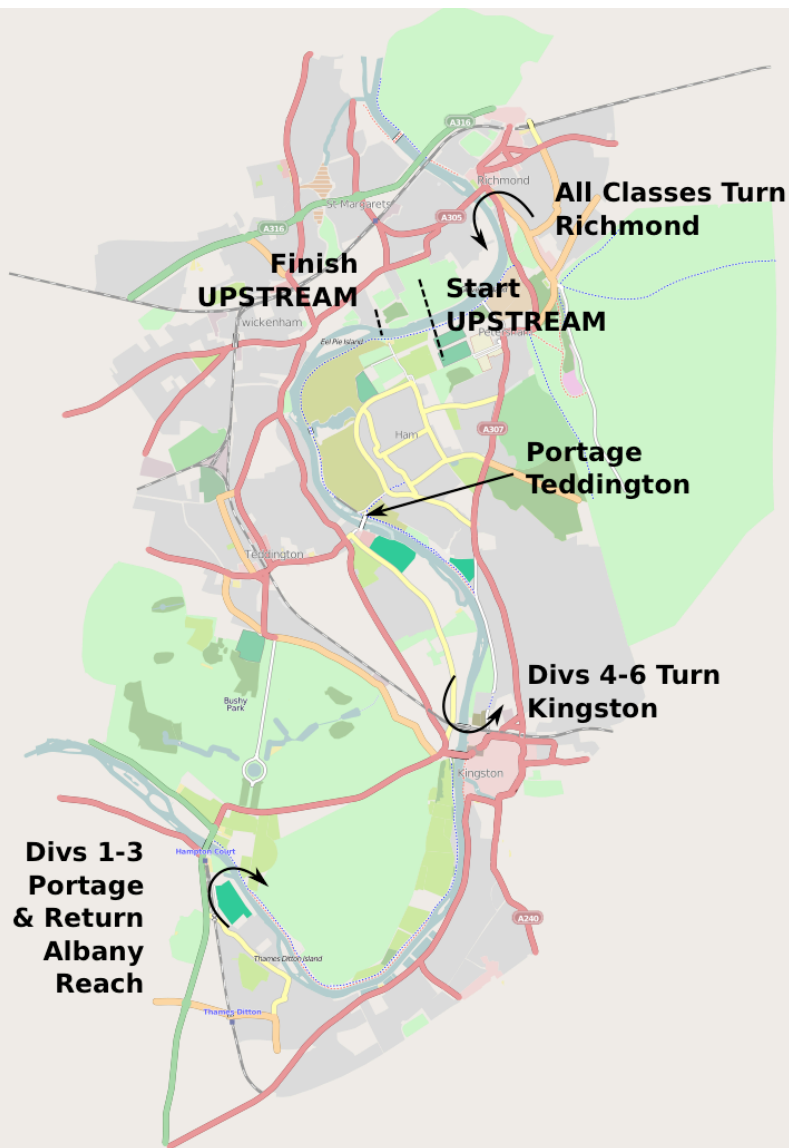 A316
Richmond
All Classes Turn
Richmond
St Margarets
A305
A316
Finish
UPSTREAM
Start
UPSTREAM
wickenham
Petersham
Eel Pie Island
Ham
A307
Portage
Teddington
Teddington
Bushy
Park
Divs 4-6 Turn
Kingston
Kingston
Divs 1-3
Portage
& Return
Albany
Reach
Hampton Court
A240
Thames Ditton Island
Thames Ditton